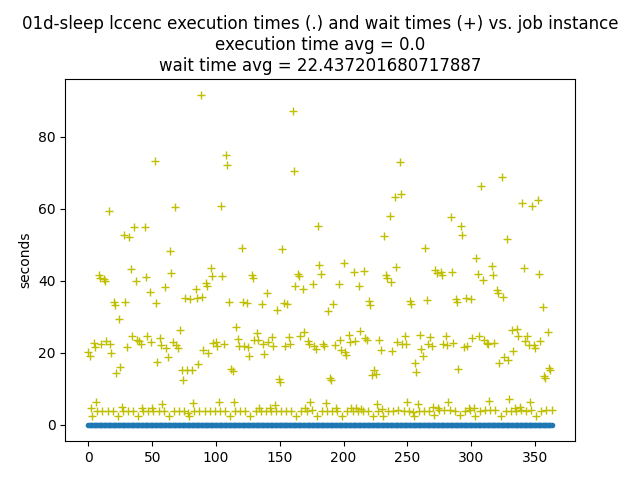 01d-sleep lccenc execution times (.) and wait times (+) vs. job instance
execution time avg = 0.0
wait time avg = 22.437201680717887
80
60
seconds
40
20
0
0 50 100 150 200 250 300 350